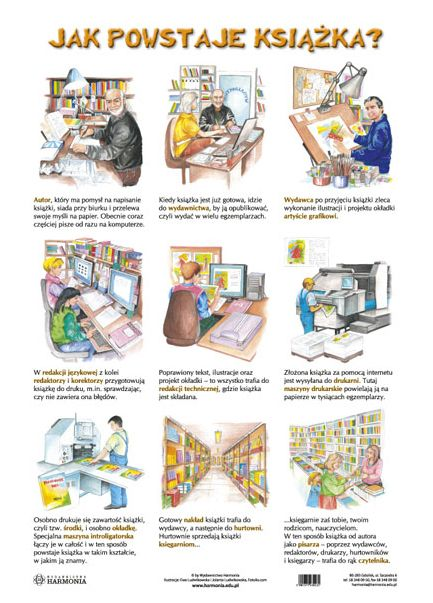 JAK POWSTAJE KSIĄŻKA?
Autor, który ma pomysł na napisanie
książki, siada przy biurku i przelewa
swoje myśli na papier. Obecnie coraz
częściej pisze od razu na komputerze.
Kiedy książka jest już gotowa, idzie
do wydawnictwa, by ją opublikować,
czyli wydać w wielu egzemplarzach.
Wydawca po przyjęciu książki zleca
wykonanie ilustracji i projektu okładki
artyście grafikowi.
W redakcji językowej z kolei
redaktorzy i korektorzy przygotowują
książkę do druku, m.in. sprawdzając,
czy nie zawiera ona błędów.
Poprawiony tekst, ilustracje oraz
projekt okładki – to wszystko trafia do
redakcji technicznej, gdzie książka
jest składana.
Złożona książka za pomocą internetu
jest wysyłana do drukarni. Tutaj
maszyny drukarskie powielają ją na
papierze w tysiącach egzemplarzy.
Osobno drukuje się zawartość książki,
czyli tzw. środki, i osobno okładkę.
Specjalna maszyna introligatorska
łączy je w całość i w ten sposób
powstaje książka w takim kształcie,
w jakim ją znamy.
Gotowy nakład książki trafia do
wydawcy, a następnie do hurtowni.
Hurtownie sprzedają książki
księgarniom...
...księgarnie zaś tobie, twoim
rodzicom, nauczycielom.
W ten sposób książka od autora
jako pisarza – poprzez wydawców,
redaktorów, drukarzy, hurtowników
i księgarzy – trafia do rąk czytelnika.
WYDAWNICTWO
HARMONIA
© by Wydawnictwo Harmonia
www.harmonia.edu.pl
harmonia@harmonia.edu.pl